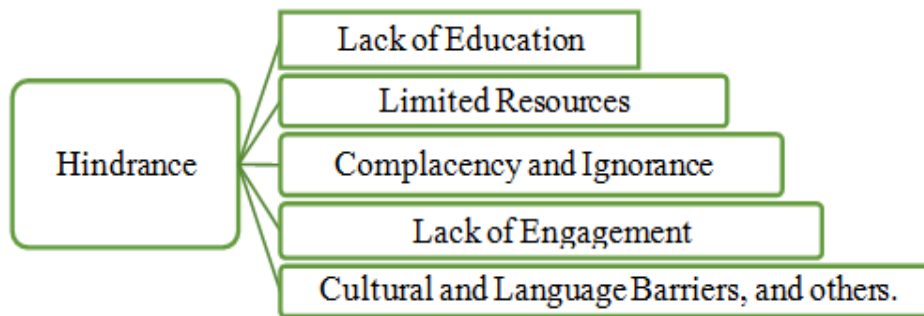 Lack of Education
Limited Resources
Hindrance
Complacency and Ignorance
Lack of Engagement
Cultural and Language Barriers, and others.